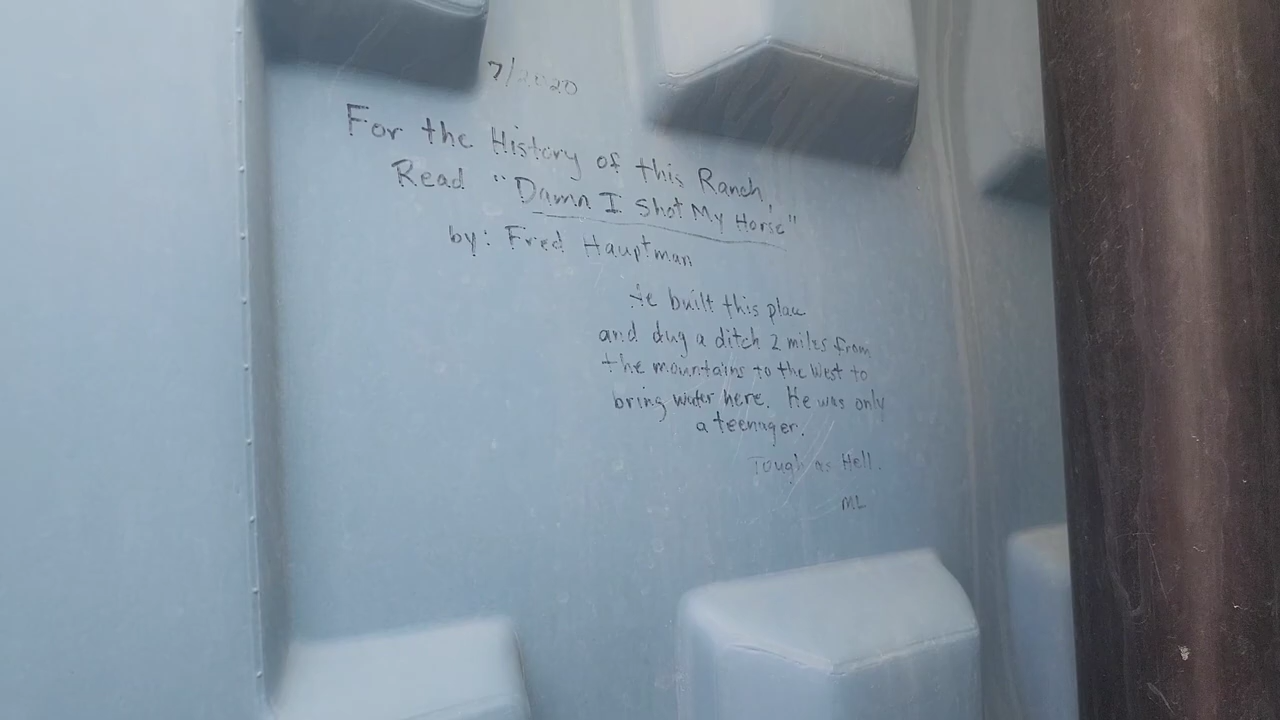 7/2020
For the History of this Ranch,
Read "Damn I Shot My Horse"
by: Fred Hauptman
He built this place
and dug a ditch 2 miles from
the mountains to the West to
bring water here. He was only
a teenager.
Tough as Hell.
ML